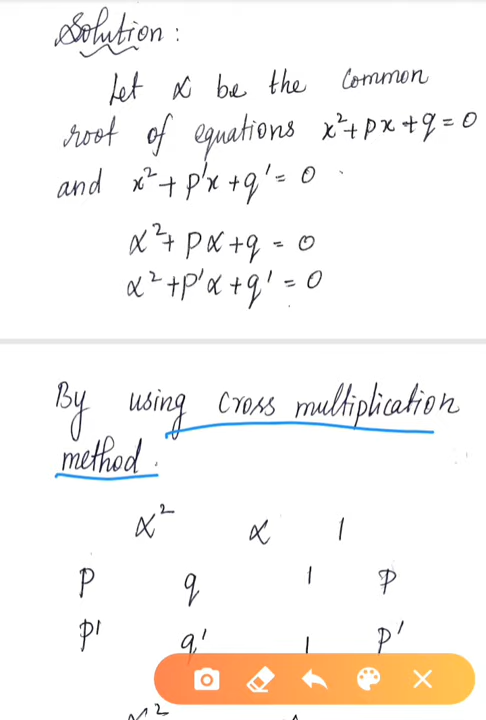 Solution :
Let α be the common
root of equations x²+px+q=0
and x²+p'x+q'=0.
α²+pα+q=0
α²+p'α+q'=0
By using cross multiplication
method.
α² α 1
p q 1 p
p' q' 1 p'